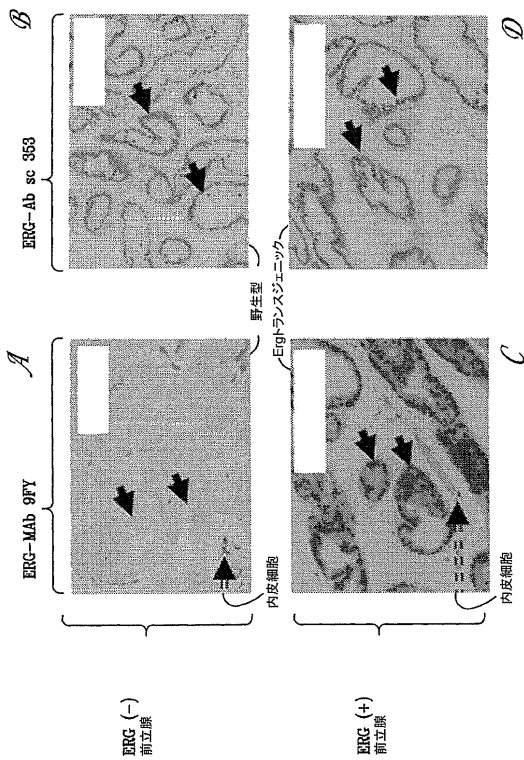 ERG-MAb 9FY
ERG-Ab sc 353
A
B
ERG (-)
前立腺
内皮細胞
野生型
Ergトランスジェニック
ERG (+)
前立腺
内皮細胞
C
D